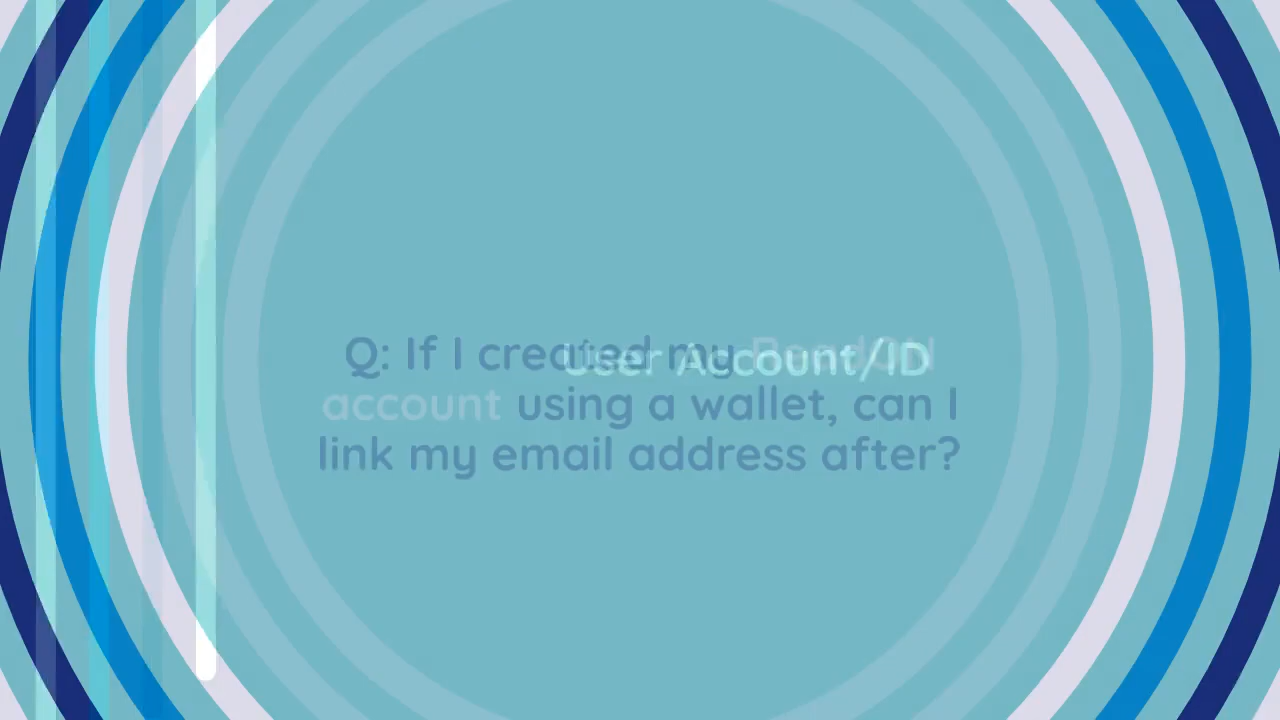 User Account/ID
Q: If I created my
account using a wallet, can I
link my email address after?